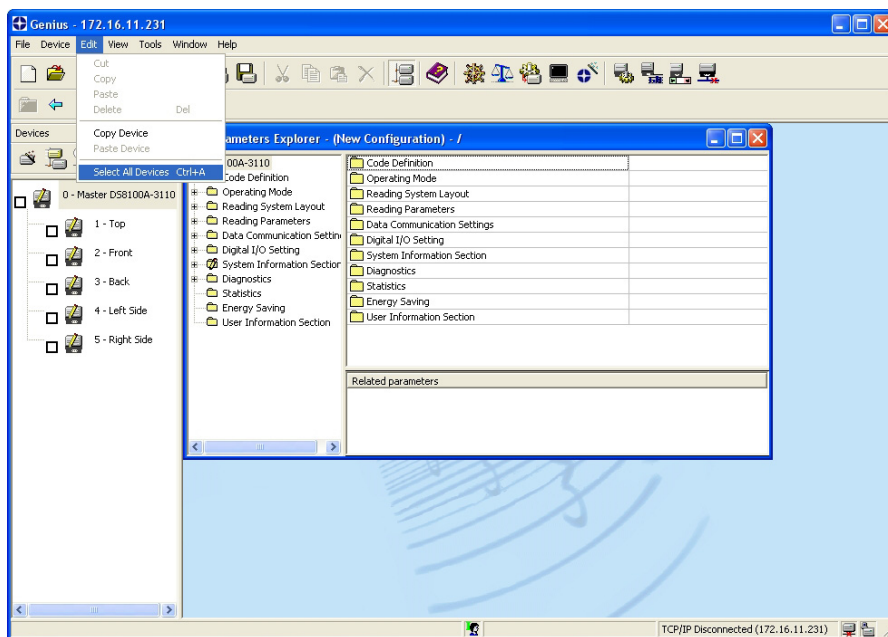 Genius - 172.16.11.231
File Device Edit View Tools Window Help
Cut
Copy
Paste
Delete Del
Copy Device
Paste Device
Select All Devices Ctrl+A
Devices
0 - Master DS8100A-3110
1 - Top
2 - Front
3 - Back
4 - Left Side
5 - Right Side
ameters Explorer - (New Configuration) - /
00A-3110
Code Definition
Operating Mode
Reading System Layout
Reading Parameters
Data Communication Settin
Digital I/O Setting
System Information Section
Diagnostics
Statistics
Energy Saving
User Information Section
Code Definition
Operating Mode
Reading System Layout
Reading Parameters
Data Communication Settings
Digital I/O Setting
System Information Section
Diagnostics
Statistics
Energy Saving
User Information Section
Related parameters
TCP/IP Disconnected (172.16.11.231)